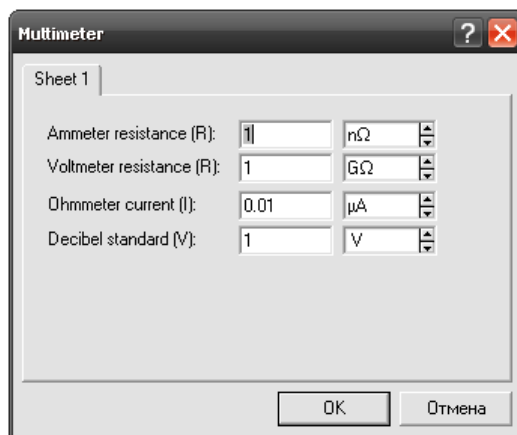 Multimeter
Sheet 1
Ammeter resistance (R): 1 nΩ
Voltmeter resistance (R): 1 GΩ
Ohmmeter current (I): 0.01 µA
Decibel standard (V): 1 V
OK Отмена